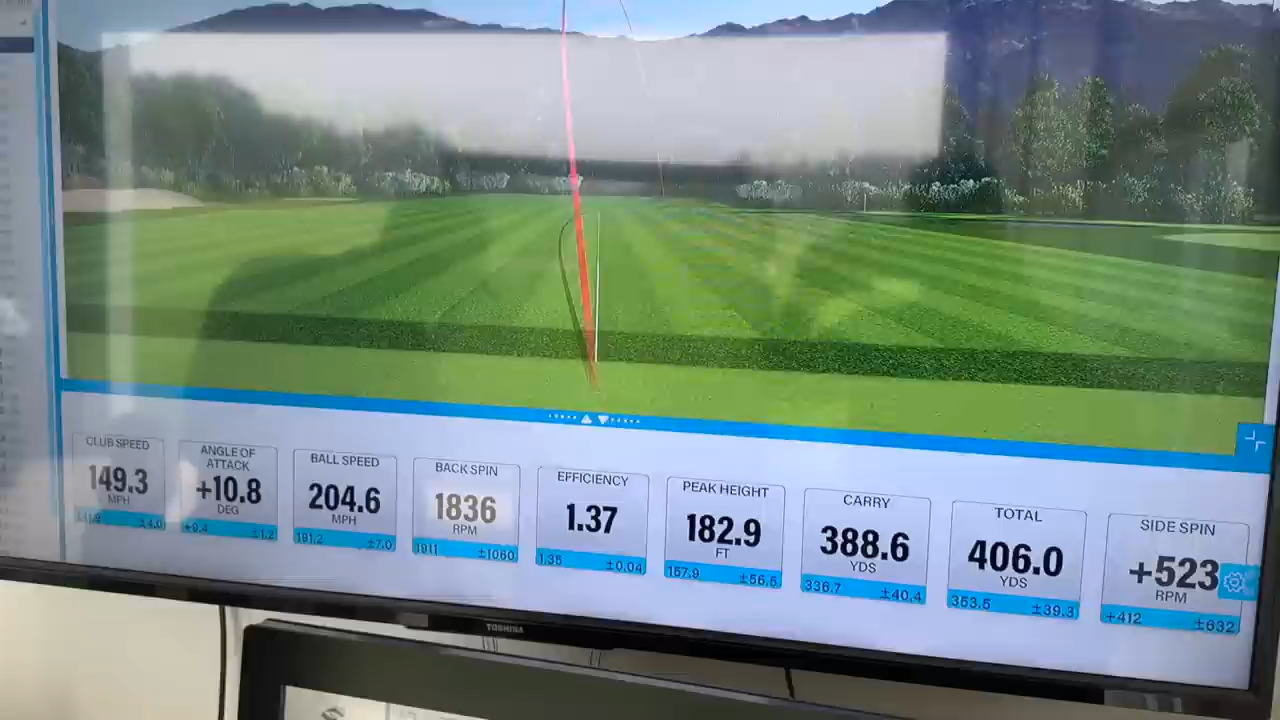 CLUB SPEED
149.3
MPH
±4.0
ANGLE OF
ATTACK
+10.8
DEG
+9.4 ±1.2
BALL SPEED
204.6
MPH
191.2 ±7.0
BACK SPIN
1836
RPM
1911 ±1060
EFFICIENCY
1.37
1.35 ±0.04
PEAK HEIGHT
182.9
FT
157.9 ±56.5
CARRY
388.6
YDS
336.7 ±40.4
TOTAL
406.0
YDS
353.5 ±39.3
SIDE SPIN
+523
RPM
+412 ±632
TOSHIBA